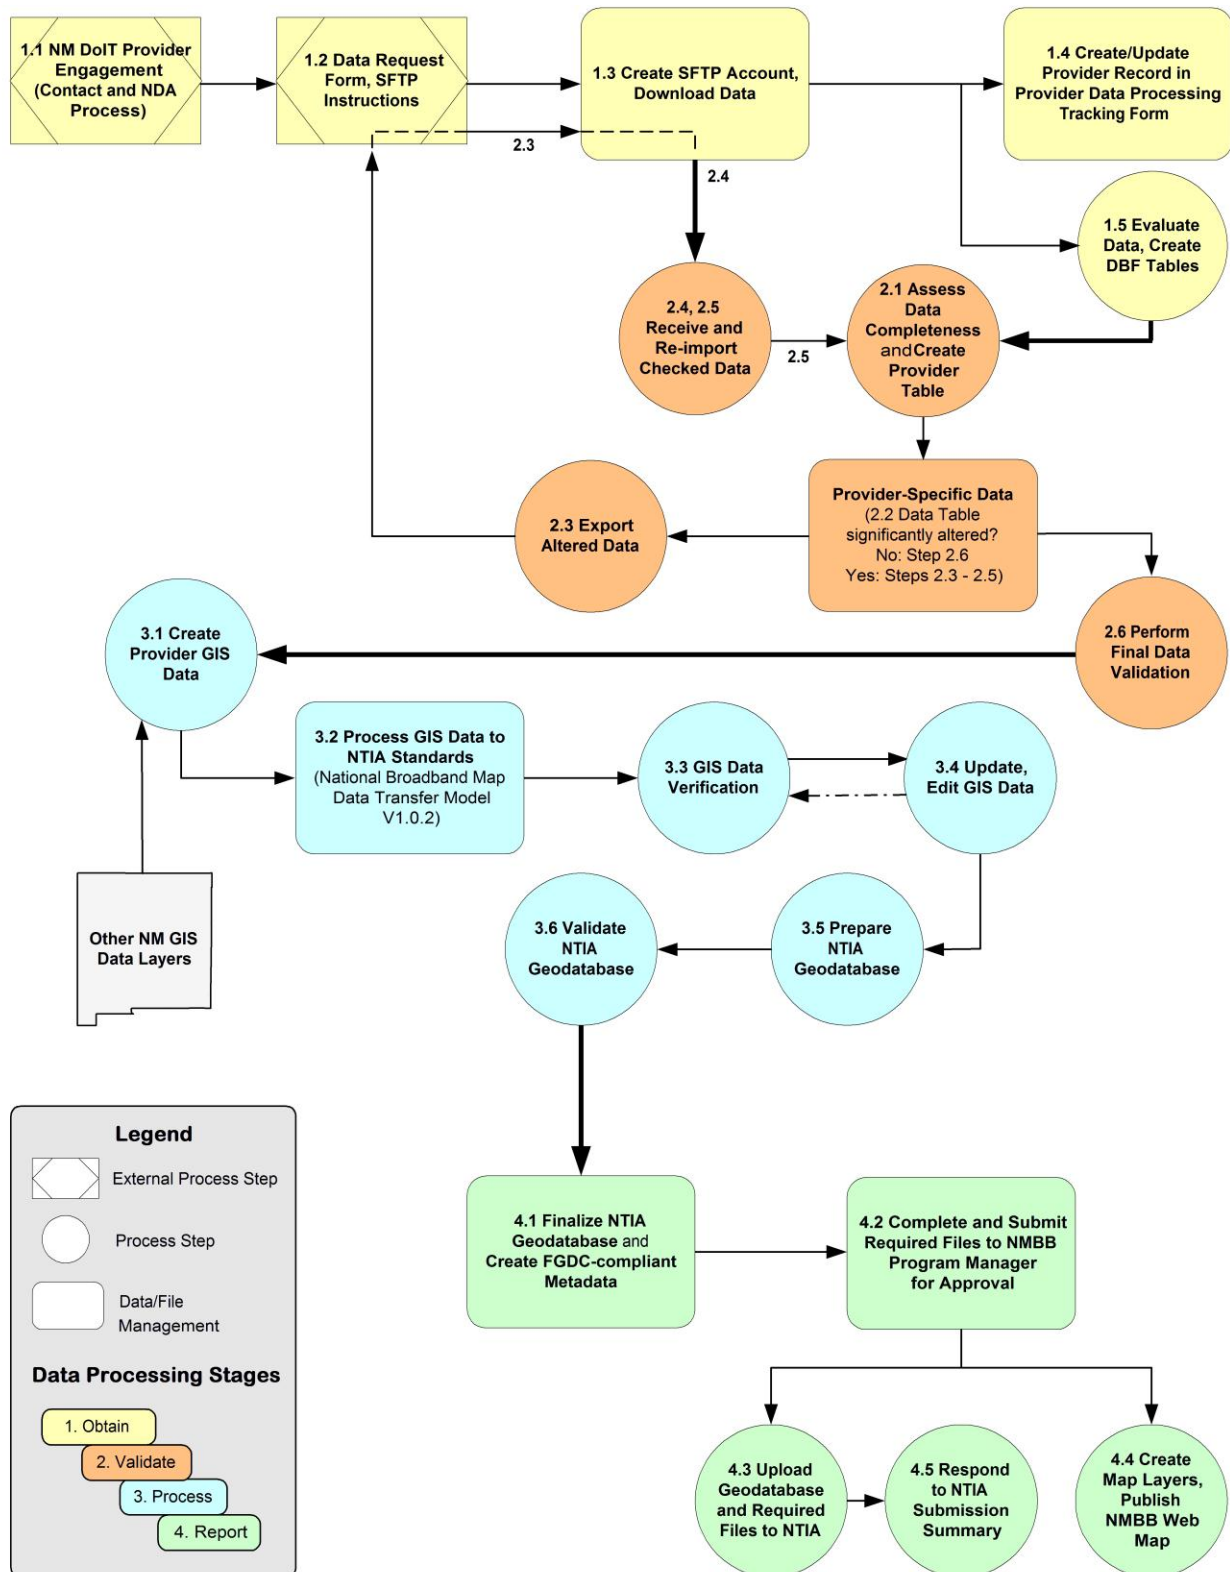 1.1 NM DoIT Provider
Engagement
(Contact and NDA
Process)
1.2 Data Request
Form, SFTP
Instructions
1.3 Create SFTP Account,
Download Data
1.4 Create/Update
Provider Record in
Provider Data Processing
Tracking Form
2.3
2.4
1.5 Evaluate
Data, Create
DBF Tables
2.4, 2.5
Receive and
Re-import
Checked Data
2.5
2.1 Assess
Data
Completeness
andCreate
Provider
Table
2.3 Export
Altered Data
Provider-Specific Data
(2.2 Data Table
significantly altered?
No: Step 2.6
Yes: Steps 2.3 - 2.5)
2.6 Perform
Final Data
Validation
3.1 Create
Provider GIS
Data
3.2 Process GIS Data to
NTIA Standards
(National Broadband Map
Data Transfer Model
V1.0.2)
3.3 GIS Data
Verification
3.4 Update,
Edit GIS Data
Other NM GIS
Data Layers
3.6 Validate
NTIA
Geodatabase
3.5 Prepare
NTIA
Geodatabase
Legend
External Process Step
Process Step
Data/File
Management
Data Processing Stages
1. Obtain
2. Validate
3. Process
4. Report
4.1 Finalize NTIA
Geodatabase and
Create FGDC-compliant
Metadata
4.2 Complete and Submit
Required Files to NMBB
Program Manager
for Approval
4.3 Upload
Geodatabase
and Required
Files to NTIA
4.5 Respond
to NTIA
Submission
Summary
4.4 Create
Map Layers,
Publish
NMBB Web
Map